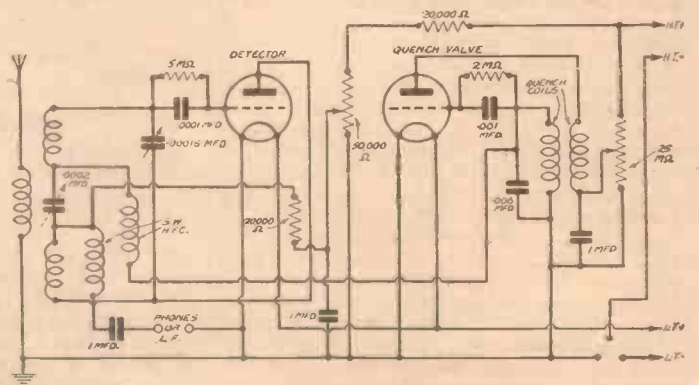 20,000 Ω
H.T+
DETECTOR
QUENCH VALVE
H.T-
5 MΩ
2 MΩ
QUENCH
COILS
.0001 MFD
.001
MFD
50,000
Ω
.25
MΩ
.00015 MFD
.0002
MFD
.006
MFD
20000
Ω
S.W
H.F.C.
1 MFD
1 MFD
PHONES
OR
L.F.
1 MFD.
L.T+
L.T-